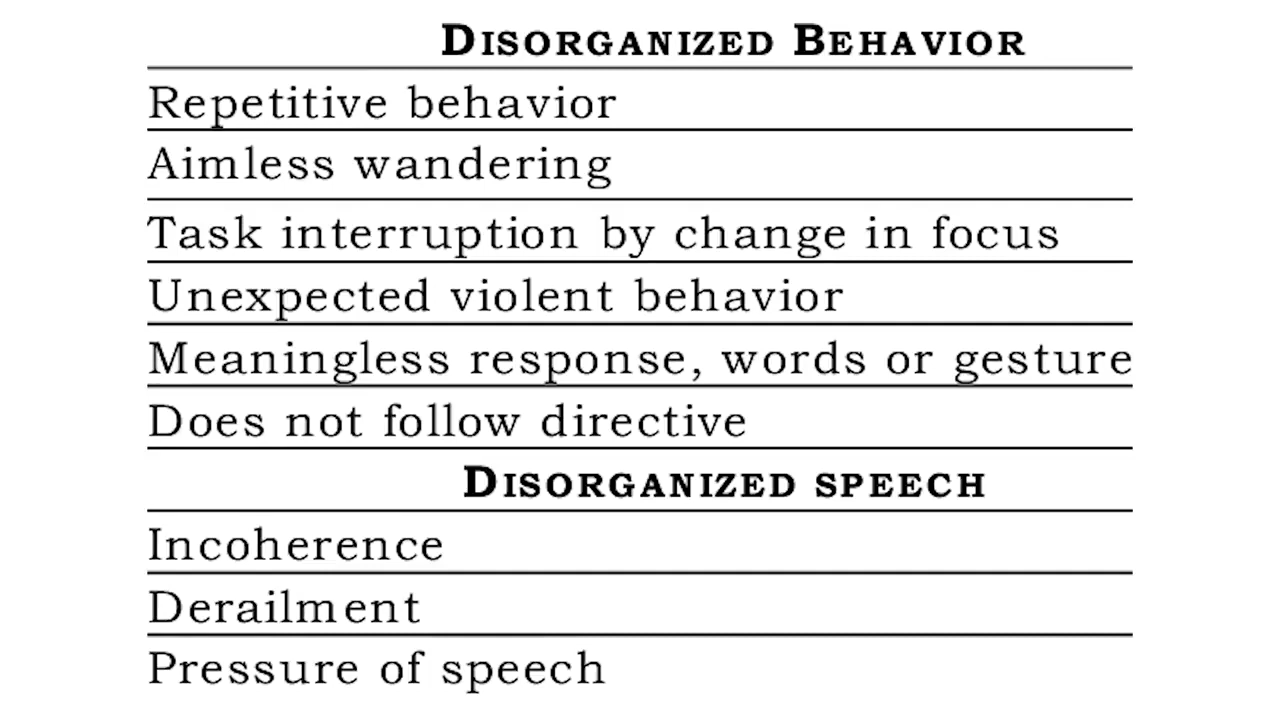 DISORGANIZED BEHAVIOR
Repetitive behavior
Aimless wandering
Task interruption by change in focus
Unexpected violent behavior
Meaningless response, words or gesture
Does not follow directive
DISORGANIZED SPEECH
Incoherence
Derailment
Pressure of speech